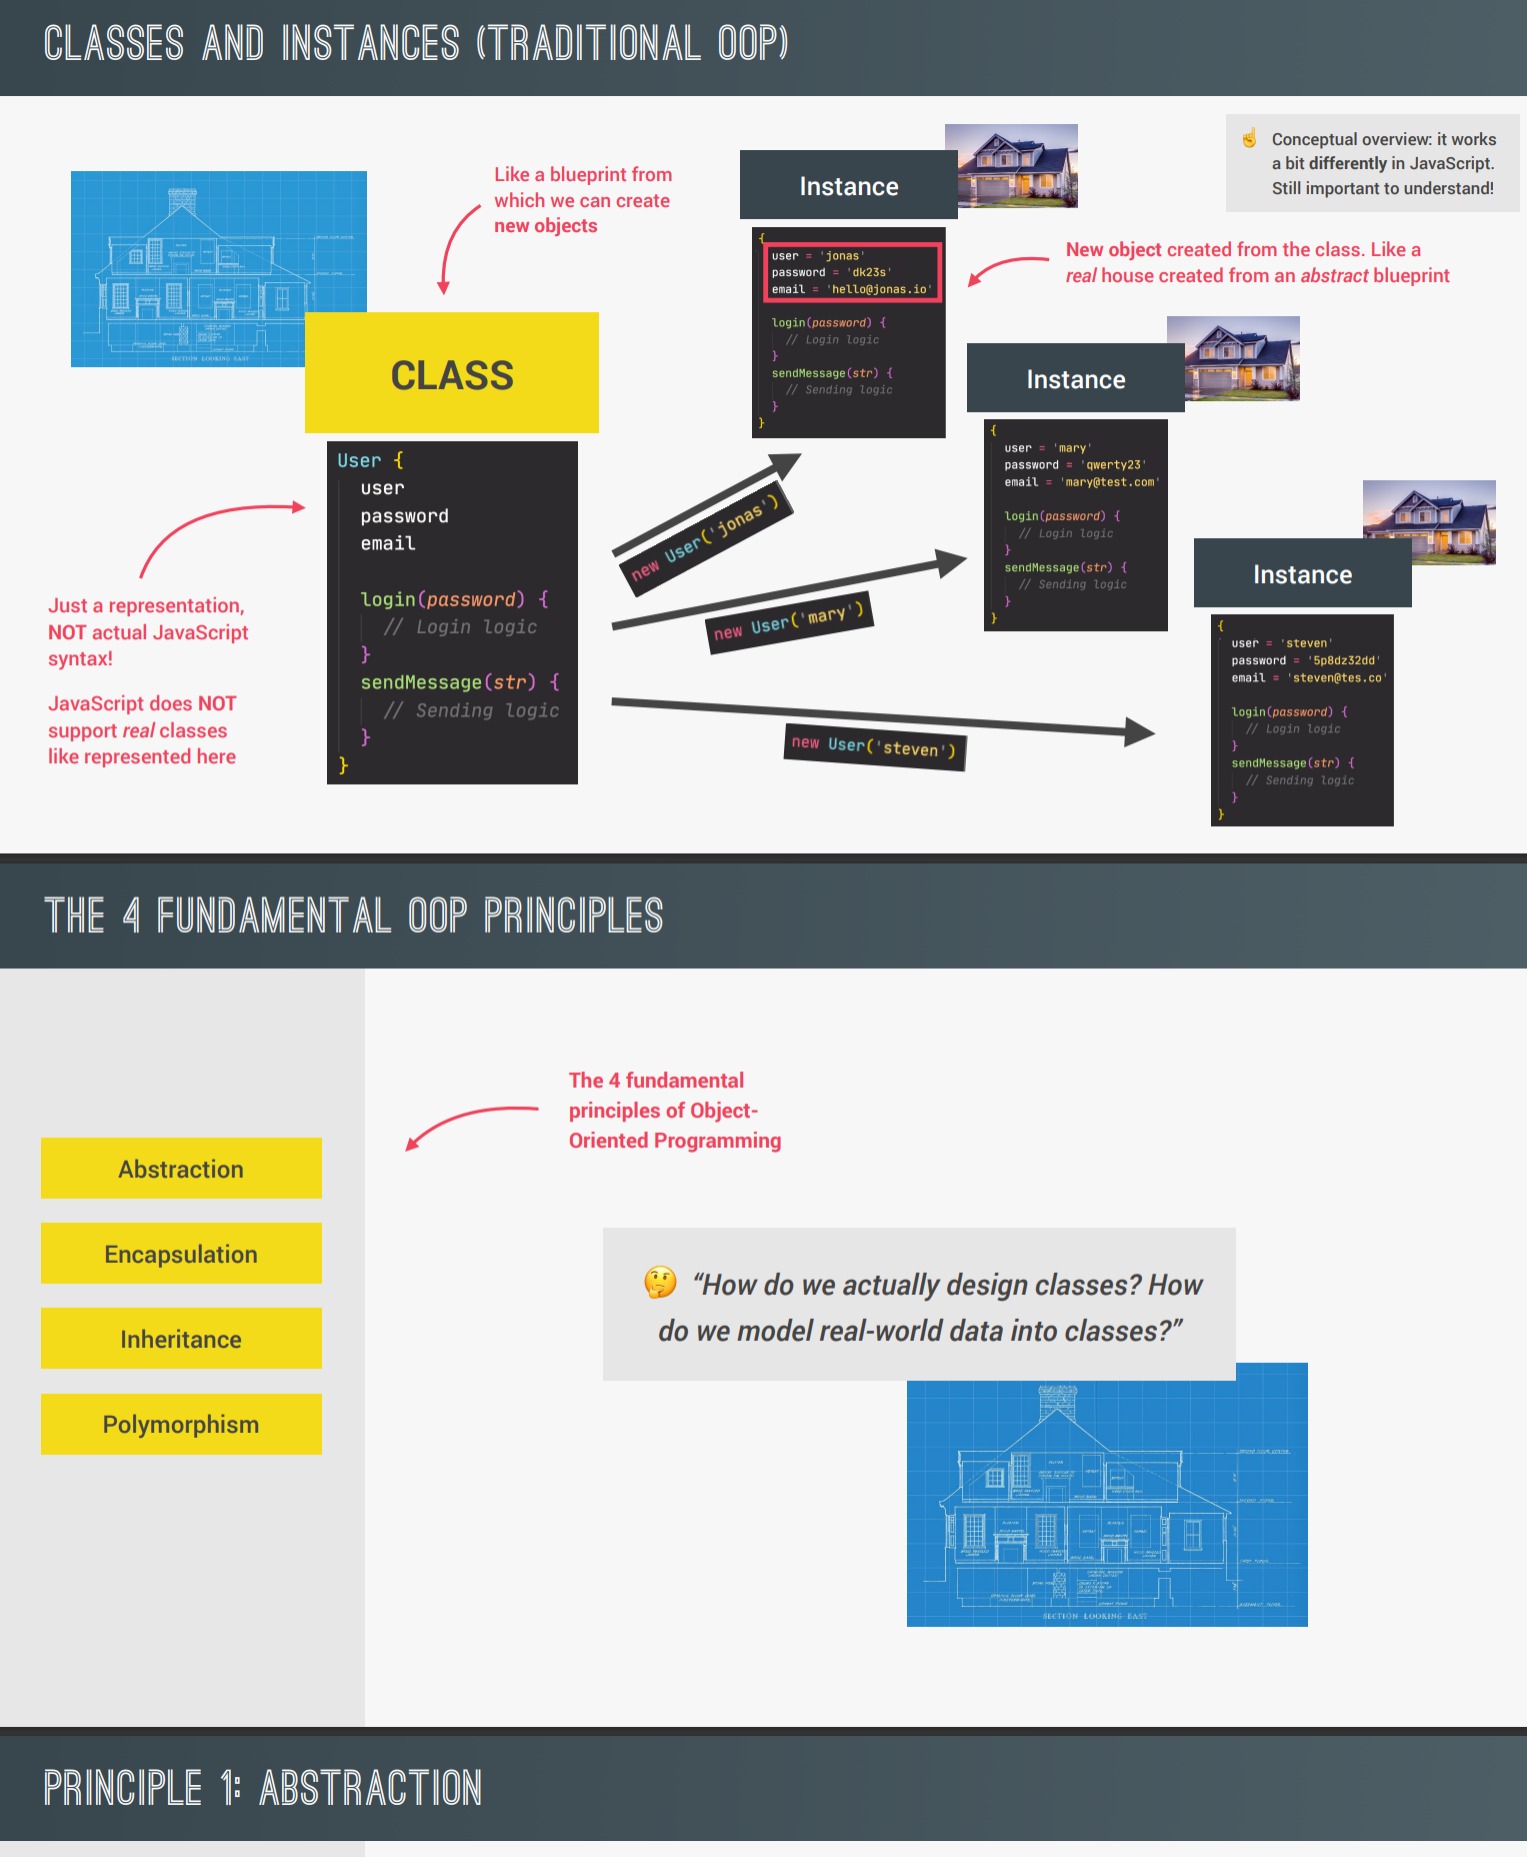 CLASSES AND INSTANCES (TRADITIONAL OOP)
Like a blueprint from
which we can create
new objects
SECTION LOOKING EAST
CLASS
User {
user
password
email
login(password) {
// Login logic
}
sendMessage(str) {
// Sending logic
}
}
Just a representation,
NOT actual JavaScript
syntax!
JavaScript does NOT
support real classes
like represented here
new User('jonas')
new User('mary')
new User('steven')
Instance
{
user = 'jonas'
password = 'dk23s'
email = 'hello@jonas.io'
login(password) {
// Login logic
}
sendMessage(str) {
// Sending logic
}
}
☝️ Conceptual overview: it works
a bit differently in JavaScript.
Still important to understand!
New object created from the class. Like a
real house created from an abstract blueprint
Instance
{
user = 'mary'
password = 'qwerty23'
email = 'mary@test.com'
login(password) {
// Login logic
}
sendMessage(str) {
// Sending logic
}
}
Instance
{
user = 'steven'
password = '5p8dz32dd'
email = 'steven@tes.co'
login(password) {
// Login logic
}
sendMessage(str) {
// Sending logic
}
}
THE 4 FUNDAMENTAL OOP PRINCIPLES
Abstraction
Encapsulation
Inheritance
Polymorphism
The 4 fundamental
principles of Object-
Oriented Programming
🤔 “How do we actually design classes? How
do we model real-world data into classes?”
SECTION LOOKING EAST
PRINCIPLE 1: ABSTRACTION